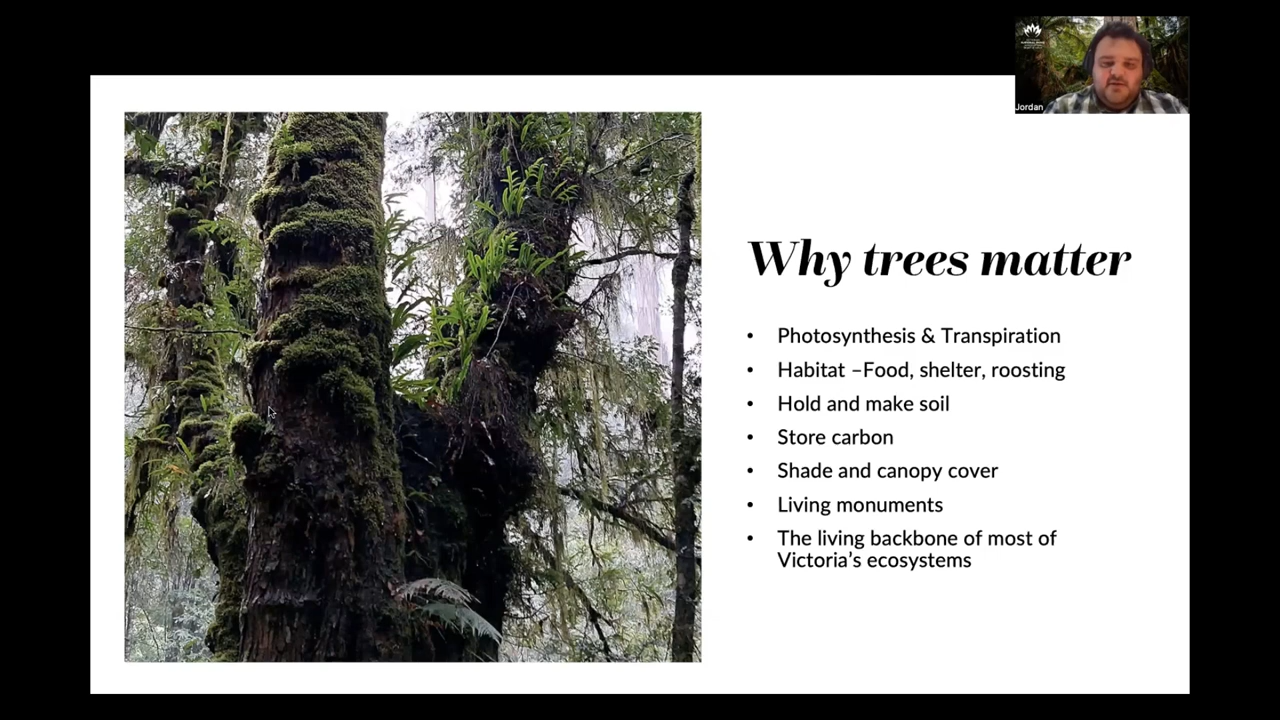 Jordan
Why trees matter
• Photosynthesis & Transpiration
• Habitat –Food, shelter, roosting
• Hold and make soil
• Store carbon
• Shade and canopy cover
• Living monuments
• The living backbone of most of
Victoria’s ecosystems